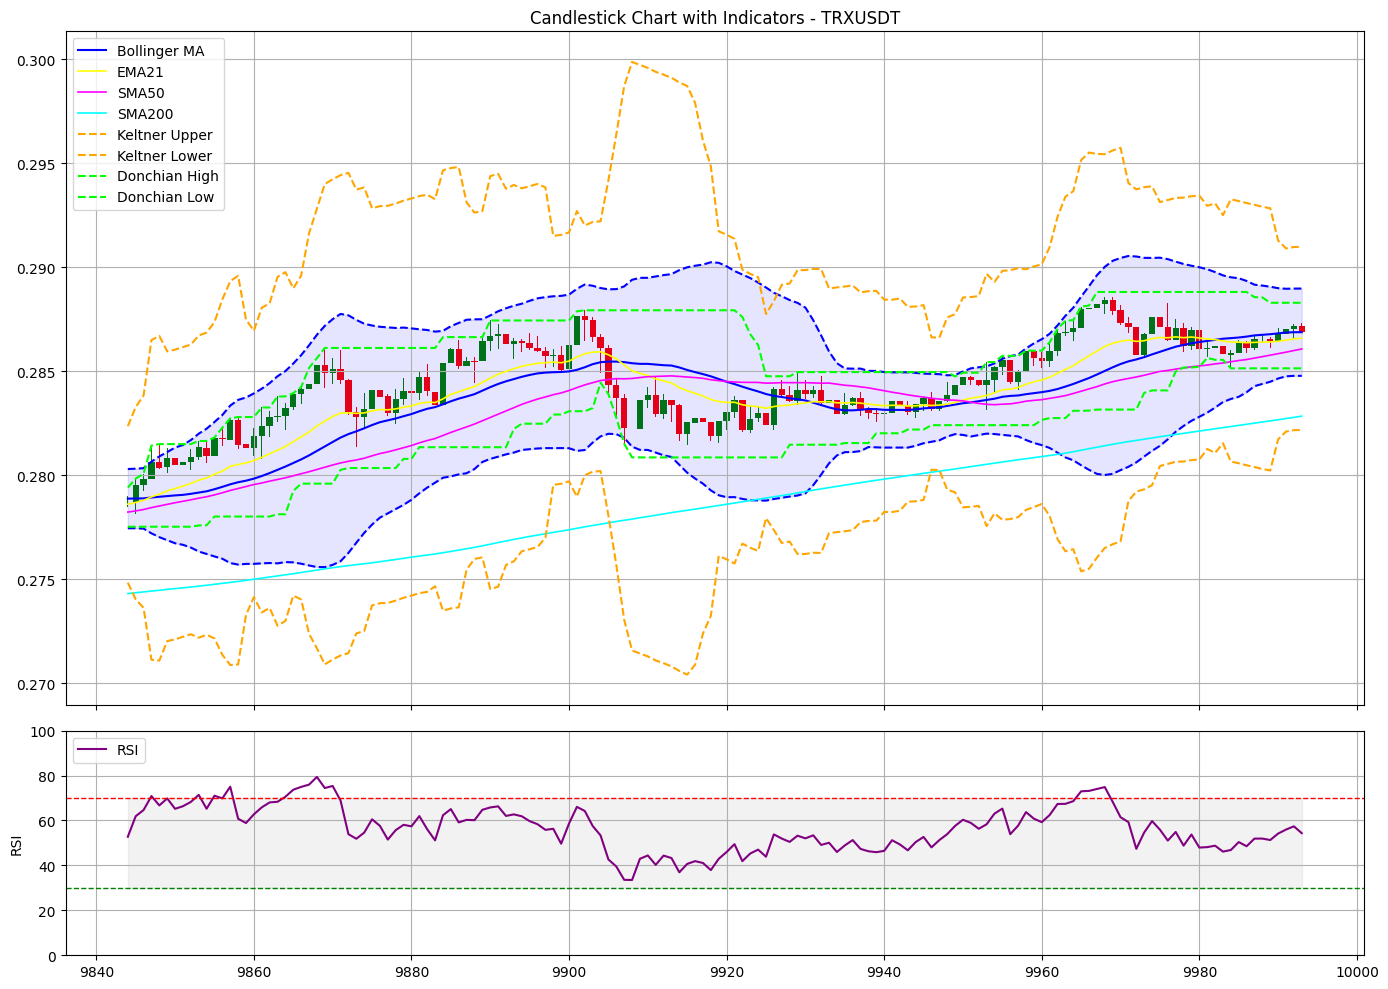 Candlestick Chart with Indicators - TRXUSDT
Bollinger MA
EMA21
SMA50
SMA200
Keltner Upper
Keltner Lower
Donchian High
Donchian Low
0.300
0.295
0.290
0.285
0.280
0.275
0.270
RSI
100
80
60
40
20
0
RSI
9840 9860 9880 9900 9920 9940 9960 9980 10000